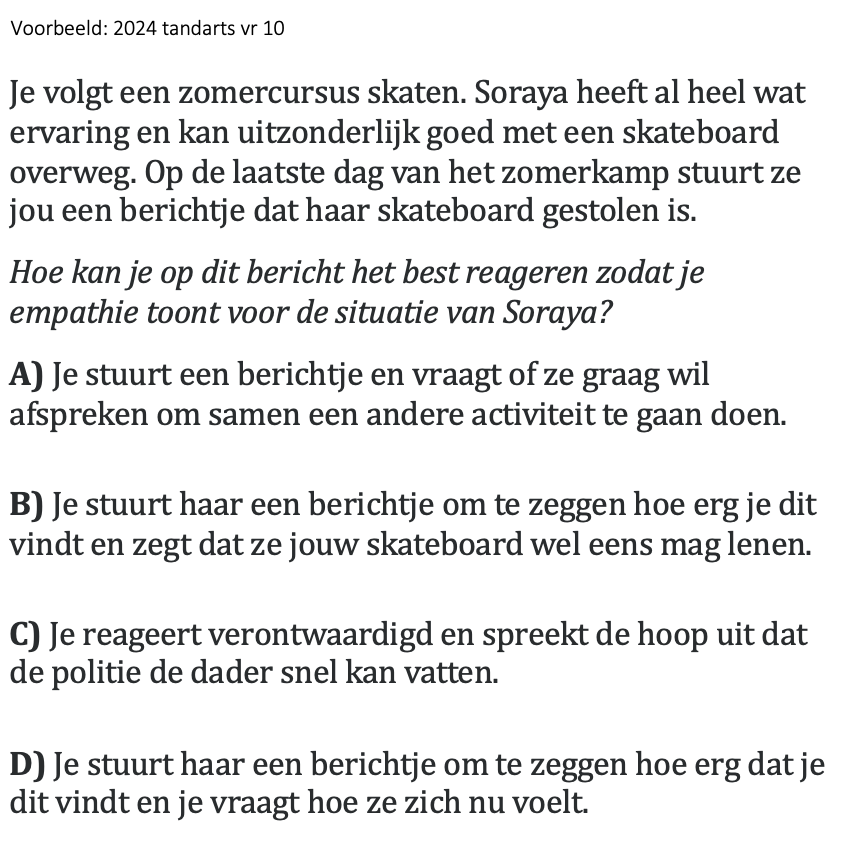 Voorbeeld: 2024 tandarts vr 10
Je volgt een zomercursus skaten. Soraya heeft al heel wat
ervaring en kan uitzonderlijk goed met een skateboard
overweg. Op de laatste dag van het zomerkamp stuurt ze
jou een berichtje dat haar skateboard gestolen is.
Hoe kan je op dit bericht het best reageren zodat je
empathie toont voor de situatie van Soraya?
A) Je stuurt een berichtje en vraagt of ze graag wil
afspreken om samen een andere activiteit te gaan doen.
B) Je stuurt haar een berichtje om te zeggen hoe erg je dit
vindt en zegt dat ze jouw skateboard wel eens mag lenen.
C) Je reageert verontwaardigd en spreekt de hoop uit dat
de politie de dader snel kan vatten.
D) Je stuurt haar een berichtje om te zeggen hoe erg dat je
dit vindt en je vraagt hoe ze zich nu voelt.